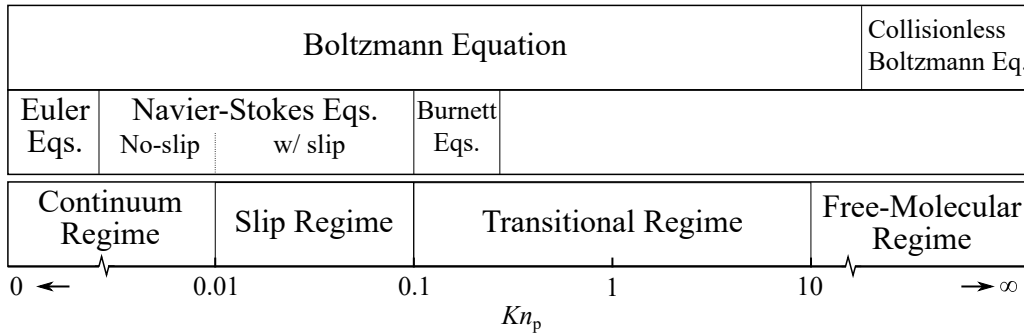 Boltzmann Equation
Collisionless
Boltzmann Eq.
Euler
Eqs.
Navier-Stokes Eqs.
No-slip
w/ slip
Burnett
Eqs.
Continuum
Regime
Slip Regime
Transitional Regime
Free-Molecular
Regime
0 ← 0.01 0.1 1 10 → ∞
Knp